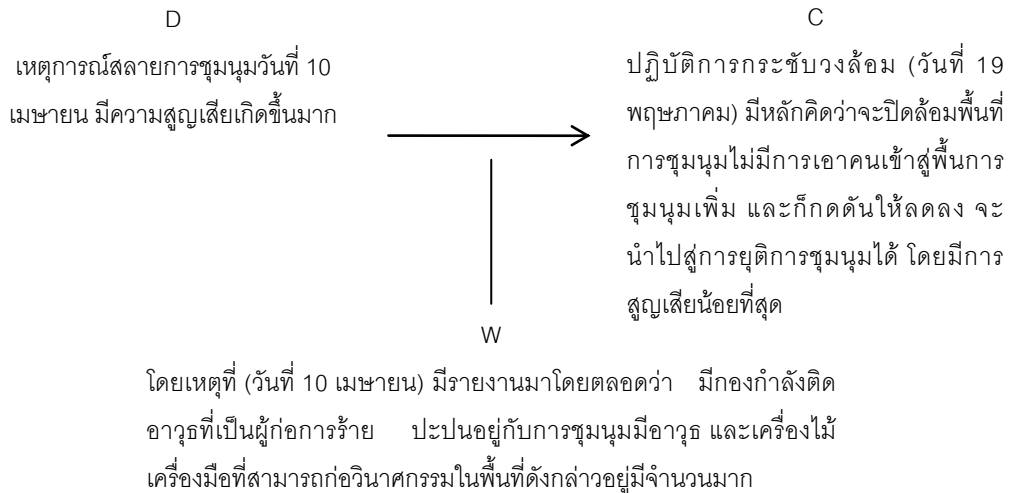 D
เหตุการณ์สลายการชุมนุมวันที่ 10
เมษายน มีความสูญเสียเกิดขึ้นมาก
C
ปฏิบัติการกระชับวงล้อม (วันที่ 19
พฤษภาคม) มีหลักคิดว่าจะปิดล้อมพื้นที่
การชุมนุมไม่มีการเอาคนเข้าสู่พื้นการ
ชุมนุมเพิ่ม และก็กดดันให้ลดลง จะ
นำไปสู่การยุติการชุมนุมได้ โดยมีการ
สูญเสียน้อยที่สุด
W
โดยเหตุที่ (วันที่ 10 เมษายน) มีรายงานมาโดยตลอดว่า มีกองกำลังติด
อาวุธที่เป็นผู้ก่อการร้าย ปะปนอยู่กับการชุมนุมมีอาวุธ และเครื่องไม้
เครื่องมือที่สามารถก่อวินาศกรรมในพื้นที่ดังกล่าวอยู่มีจำนวนมาก